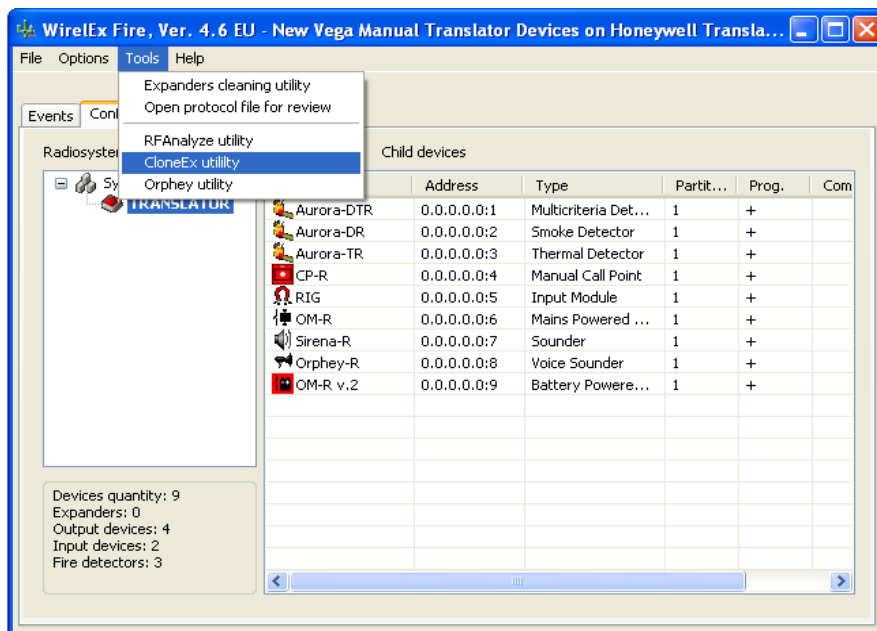 WirelEx Fire, Ver. 4.6 EU - New Vega Manual Translator Devices on Honeywell Transla...
File Options Tools Help
Expanders cleaning utility
Open protocol file for review
RFAnalyze utility
CloneEx utililty
Orphey utility
Events Con
Radiosyste Child devices
Sy
TRANSLATOR
Address Type Partit... Prog. Com
Aurora-DTR 0.0.0.0.0:1 Multicriteria Det... 1 +
Aurora-DR 0.0.0.0.0:2 Smoke Detector 1 +
Aurora-TR 0.0.0.0.0:3 Thermal Detector 1 +
CP-R 0.0.0.0.0:4 Manual Call Point 1 +
RIG 0.0.0.0.0:5 Input Module 1 +
OM-R 0.0.0.0.0:6 Mains Powered ... 1 +
Sirena-R 0.0.0.0.0:7 Sounder 1 +
Orphey-R 0.0.0.0.0:8 Voice Sounder 1 +
OM-R v.2 0.0.0.0.0:9 Battery Powere... 1 +
Devices quantity: 9
Expanders: 0
Output devices: 4
Input devices: 2
Fire detectors: 3